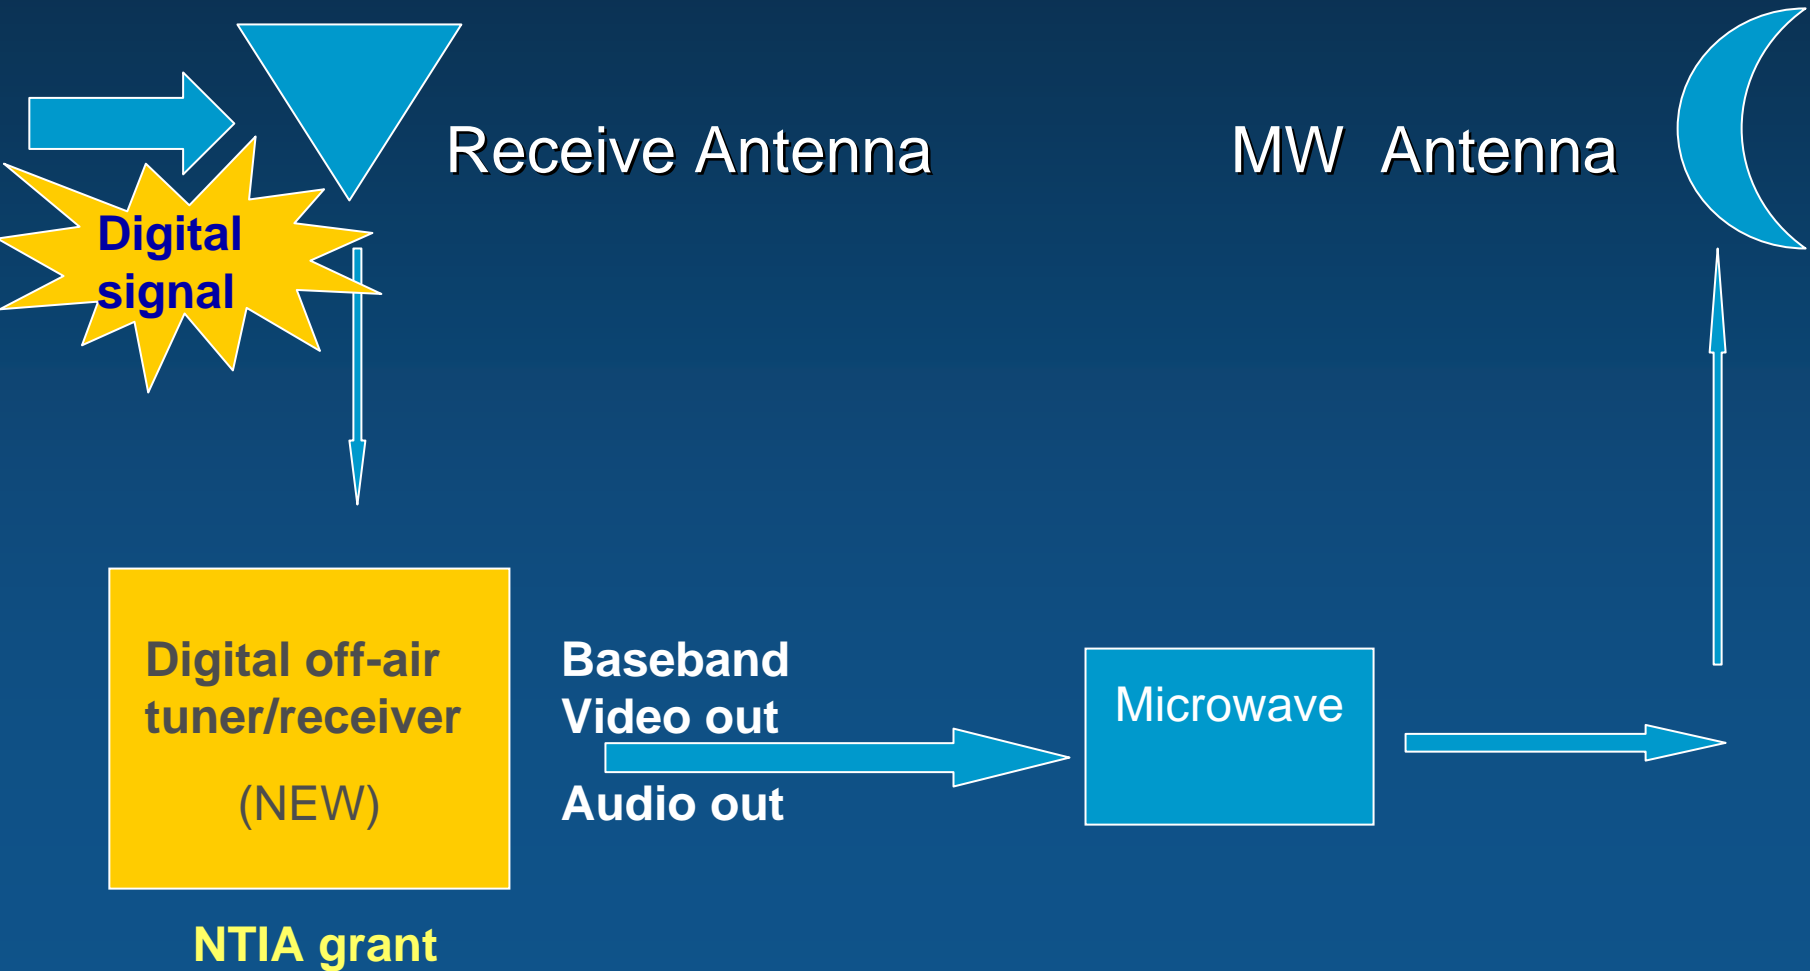 Receive Antenna
MW Antenna
Digital
signal
Digital off-air
tuner/receiver
(NEW)
Baseband
Video out
Audio out
Microwave
NTIA grant